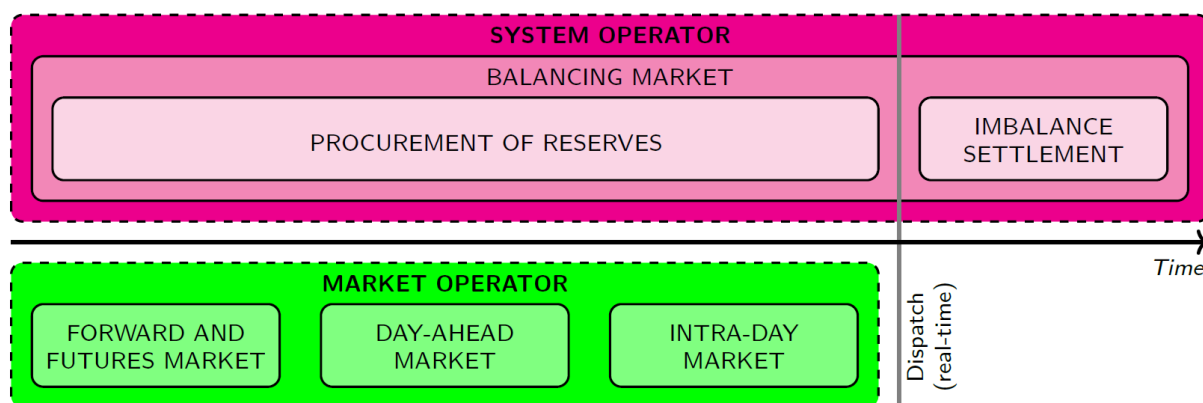 SYSTEM OPERATOR
BALANCING MARKET
PROCUREMENT OF RESERVES
IMBALANCE
SETTLEMENT
Time
MARKET OPERATOR
FORWARD AND
FUTURES MARKET
DAY-AHEAD
MARKET
INTRA-DAY
MARKET
Dispatch
(real-time)